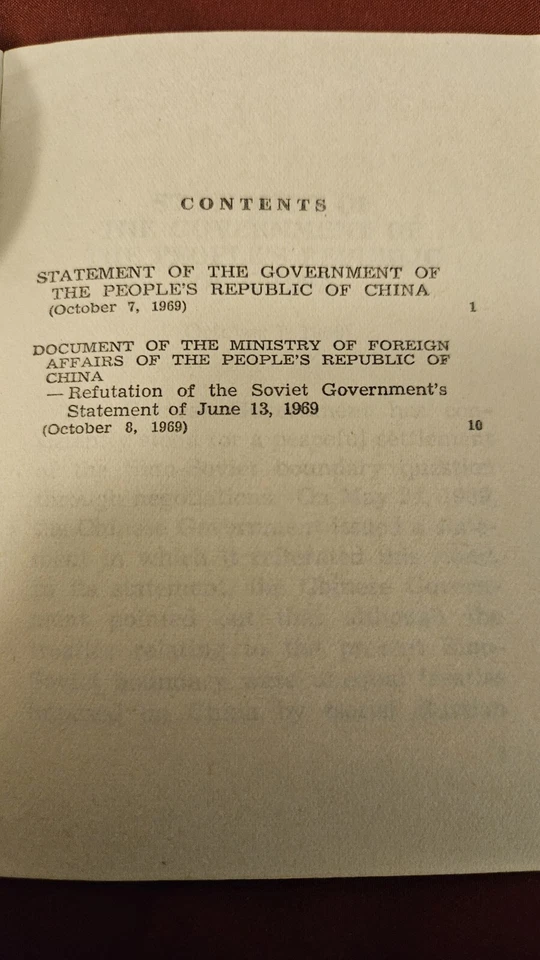 CONTENTS
STATEMENT OF THE GOVERNMENT OF
THE PEOPLE'S REPUBLIC OF CHINA
(October 7, 1969) 1
DOCUMENT OF THE MINISTRY OF FOREIGN
AFFAIRS OF THE PEOPLE'S REPUBLIC OF
CHINA
— Refutation of the Soviet Government's
Statement of June 13, 1969
(October 8, 1969) 10